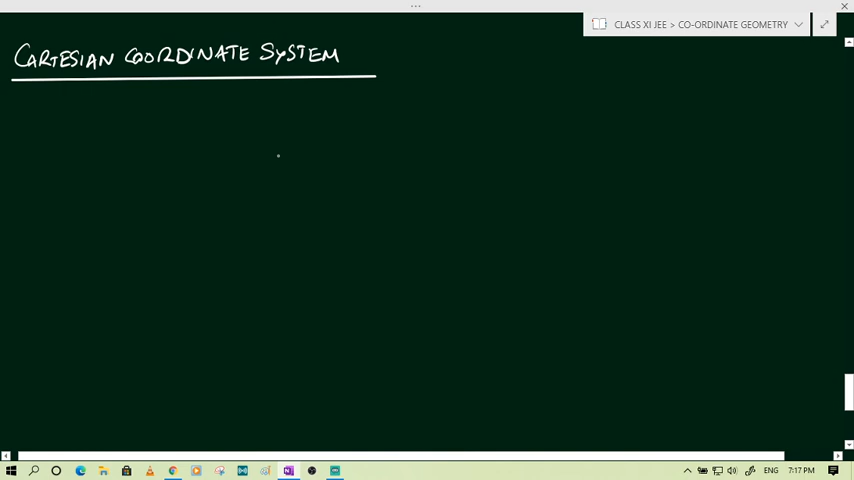 CLASS XI JEE > CO-ORDINATE GEOMETRY
CARTESIAN COORDINATE SYSTEM
ENG
7:17 PM